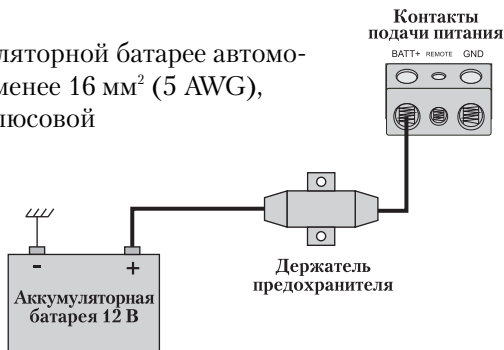 Контакты
подачи питания
BATT+ REMOTE GND
ляторной батарее автомо-
менее 16 мм² (5 AWG),
люсовой
Держатель
предохранителя
- +
Аккумуляторная
батарея 12 В